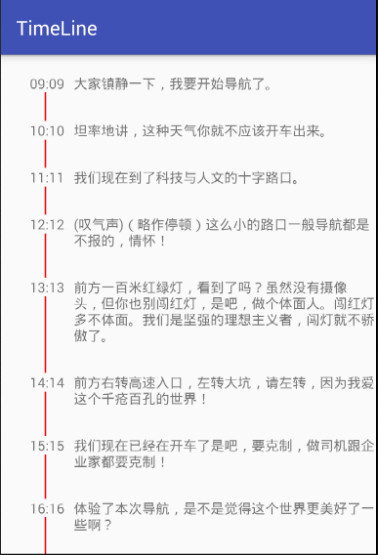 TimeLine
09:09 大家镇静一下，我要开始导航了。
10:10 坦率地讲，这种天气你就不应该开车出来。
11:11 我们现在到了科技与人文的十字路口。
12:12 (叹气声)（略作停顿）这么小的路口一般导航都是
不报的，情怀！
13:13 前方一百米红绿灯，看到了吗？虽然没有摄像
头，但你也别闯红灯，是吧，做个体面人。闯红灯
多不体面。我们是坚强的理想主义者，闯灯就不骄
傲了。
14:14 前方右转高速入口，左转大坑，请左转，因为我爱
这个千疮百孔的世界！
15:15 我们现在已经在开车了是吧，要克制，做司机跟企
业家都要克制！
16:16 体验了本次导航，是不是觉得这个世界更美好了一
些啊？